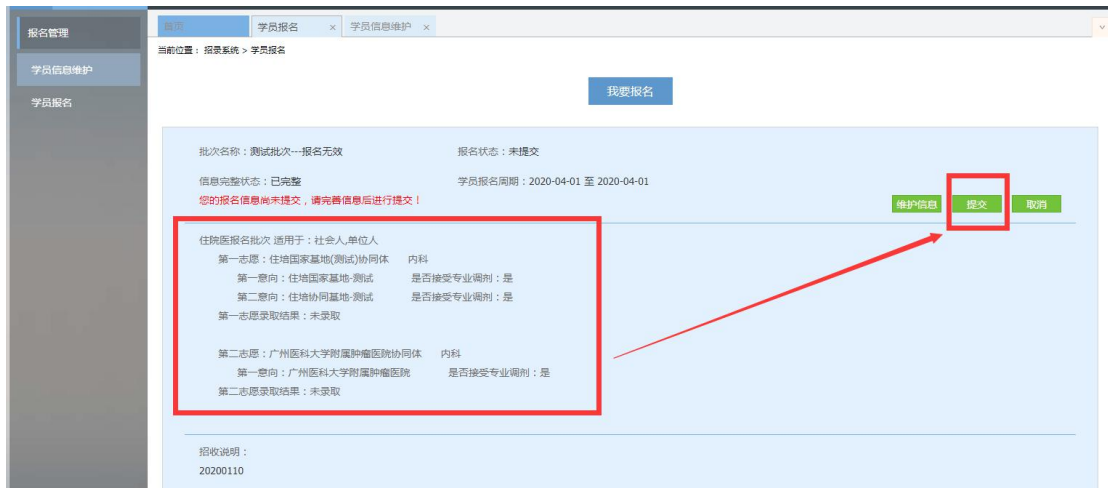 报名管理
学员信息维护
学员报名
首页
学员报名 ×
学员信息维护 ×
当前位置：招录系统 > 学员报名
我要报名
批次名称：测试批次---报名无效 报名状态：未提交
信息完整状态：已完整 学员报名周期：2020-04-01 至 2020-04-01
您的报名信息尚未提交，请完善信息后进行提交！
维护信息 提交 取消
住院医报名批次 适用于：社会人,单位人
第一志愿：住培国家基地(测试)协同体 内科
第一意向：住培国家基地-测试 是否接受专业调剂：是
第二意向：住培协同基地-测试 是否接受专业调剂：是
第一志愿录取结果：未录取
第二志愿：广州医科大学附属肿瘤医院协同体 内科
第一意向：广州医科大学附属肿瘤医院 是否接受专业调剂：是
第二志愿录取结果：未录取
招收说明：
20200110